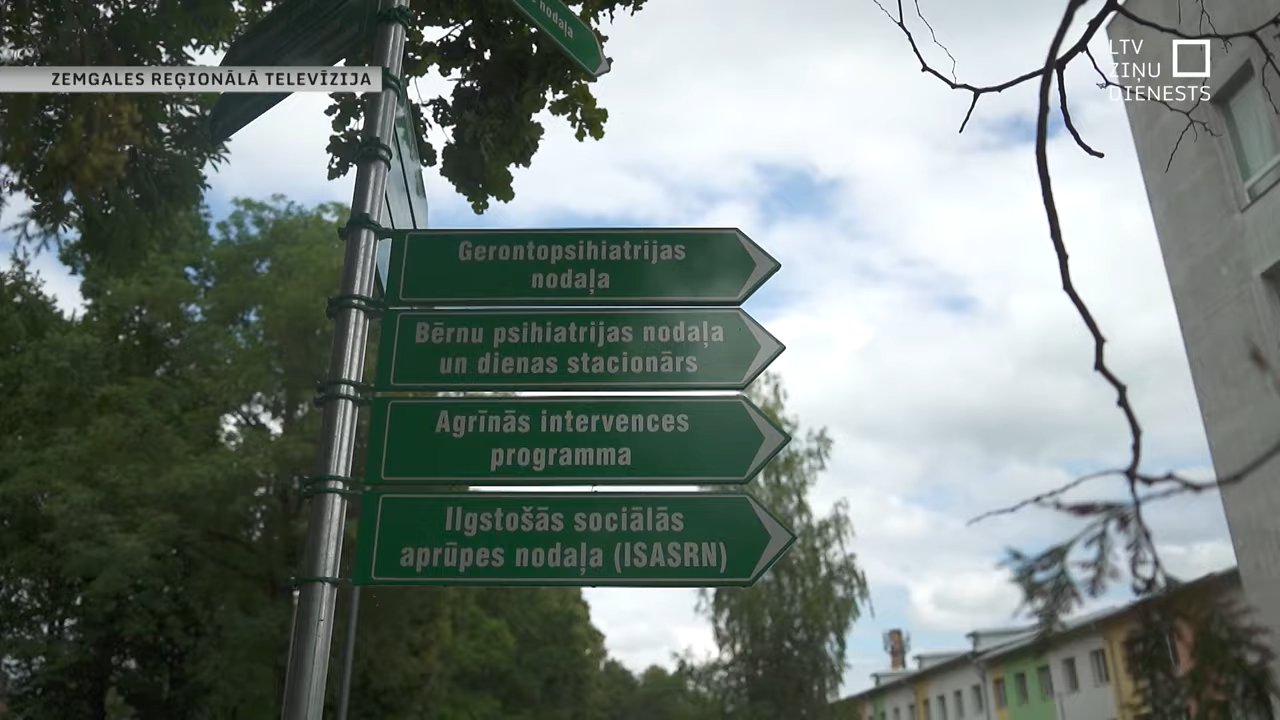 nodaļa
ZEMGALES REĢIONĀLĀ TELEVĪZIJA
LTV
ZIŅU
DIENESTS
Gerontopsihiatrijas
nodaļa
Bērnu psihiatrijas nodaļa
un dienas stacionārs
Agrīnās intervences
programma
Ilgstošās sociālās
aprūpes nodaļa (ISASRN)